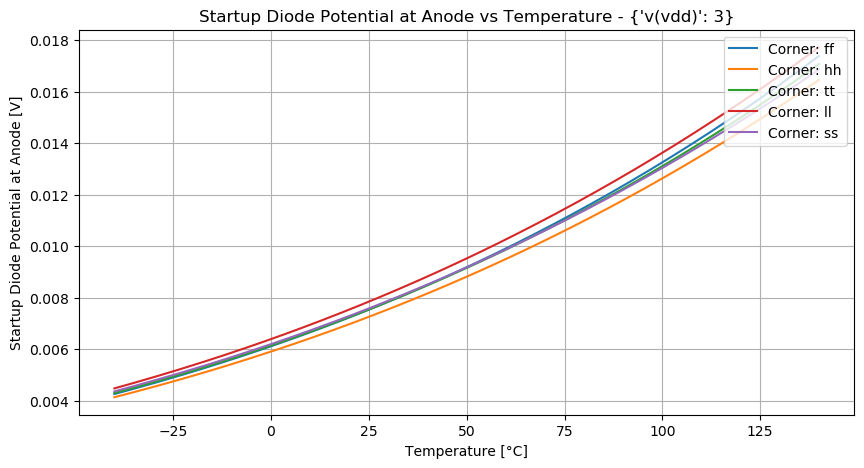 Startup Diode Potential at Anode vs Temperature - {'v(vdd)': 3}
Startup Diode Potential at Anode [V]
0.018
0.016
0.014
0.012
0.010
0.008
0.006
0.004
Corner: ff
Corner: hh
Corner: tt
Corner: ll
Corner: ss
−25
0
25
50
75
100
125
Temperature [°C]